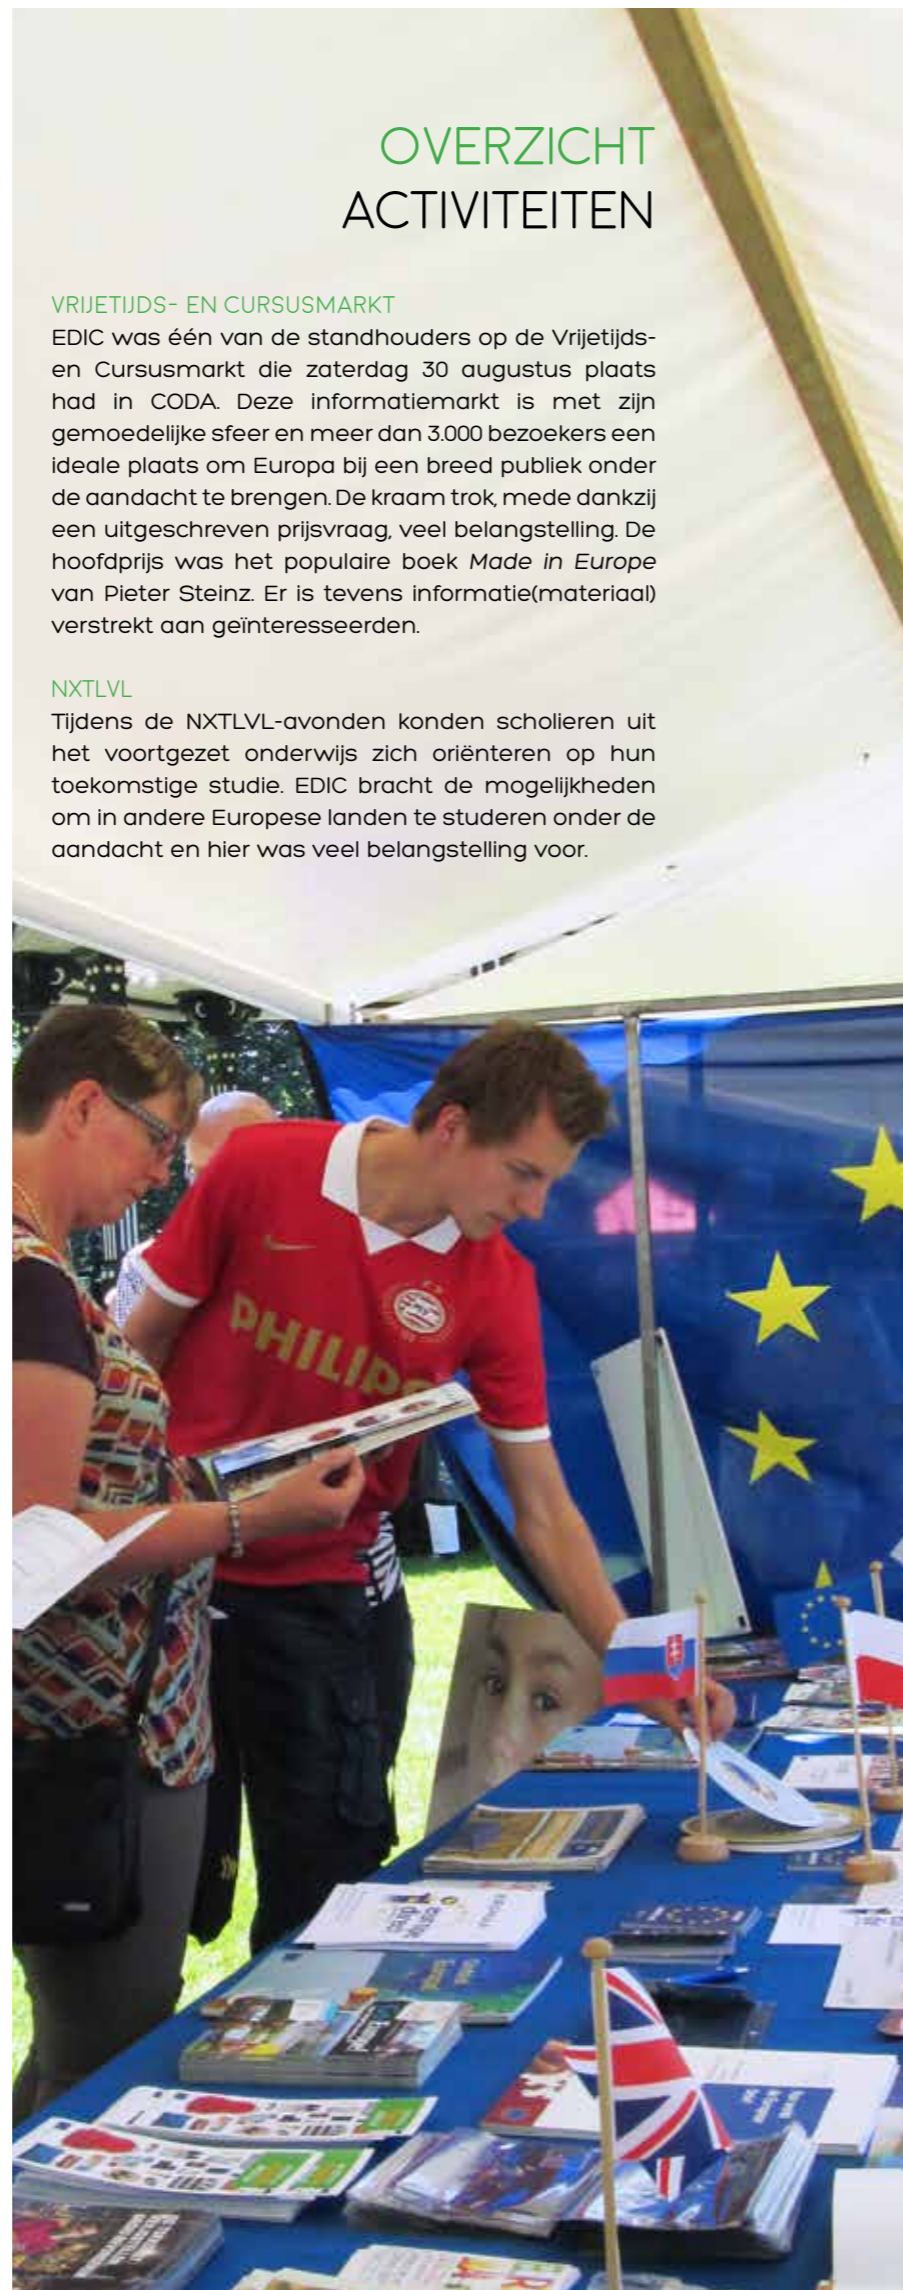 OVERZICHT
ACTIVITEITEN
VRIJETIJDS- EN CURSUSMARKT
EDIC was één van de standhouders op de Vrijetijds-
en Cursusmarkt die zaterdag 30 augustus plaats
had in CODA. Deze informatiemarkt is met zijn
gemoedelijke sfeer en meer dan 3.000 bezoekers een
ideale plaats om Europa bij een breed publiek onder
de aandacht te brengen. De kraam trok, mede dankzij
een uitgeschreven prijsvraag, veel belangstelling. De
hoofdprijs was het populaire boek Made in Europe
van Pieter Steinz. Er is tevens informatie(materiaal)
verstrekt aan geïnteresseerden.
NXTLVL
Tijdens de NXTLVL-avonden konden scholieren uit
het voortgezet onderwijs zich oriënteren op hun
toekomstige studie. EDIC bracht de mogelijkheden
om in andere Europese landen te studeren onder de
aandacht en hier was veel belangstelling voor.
PHILIPS